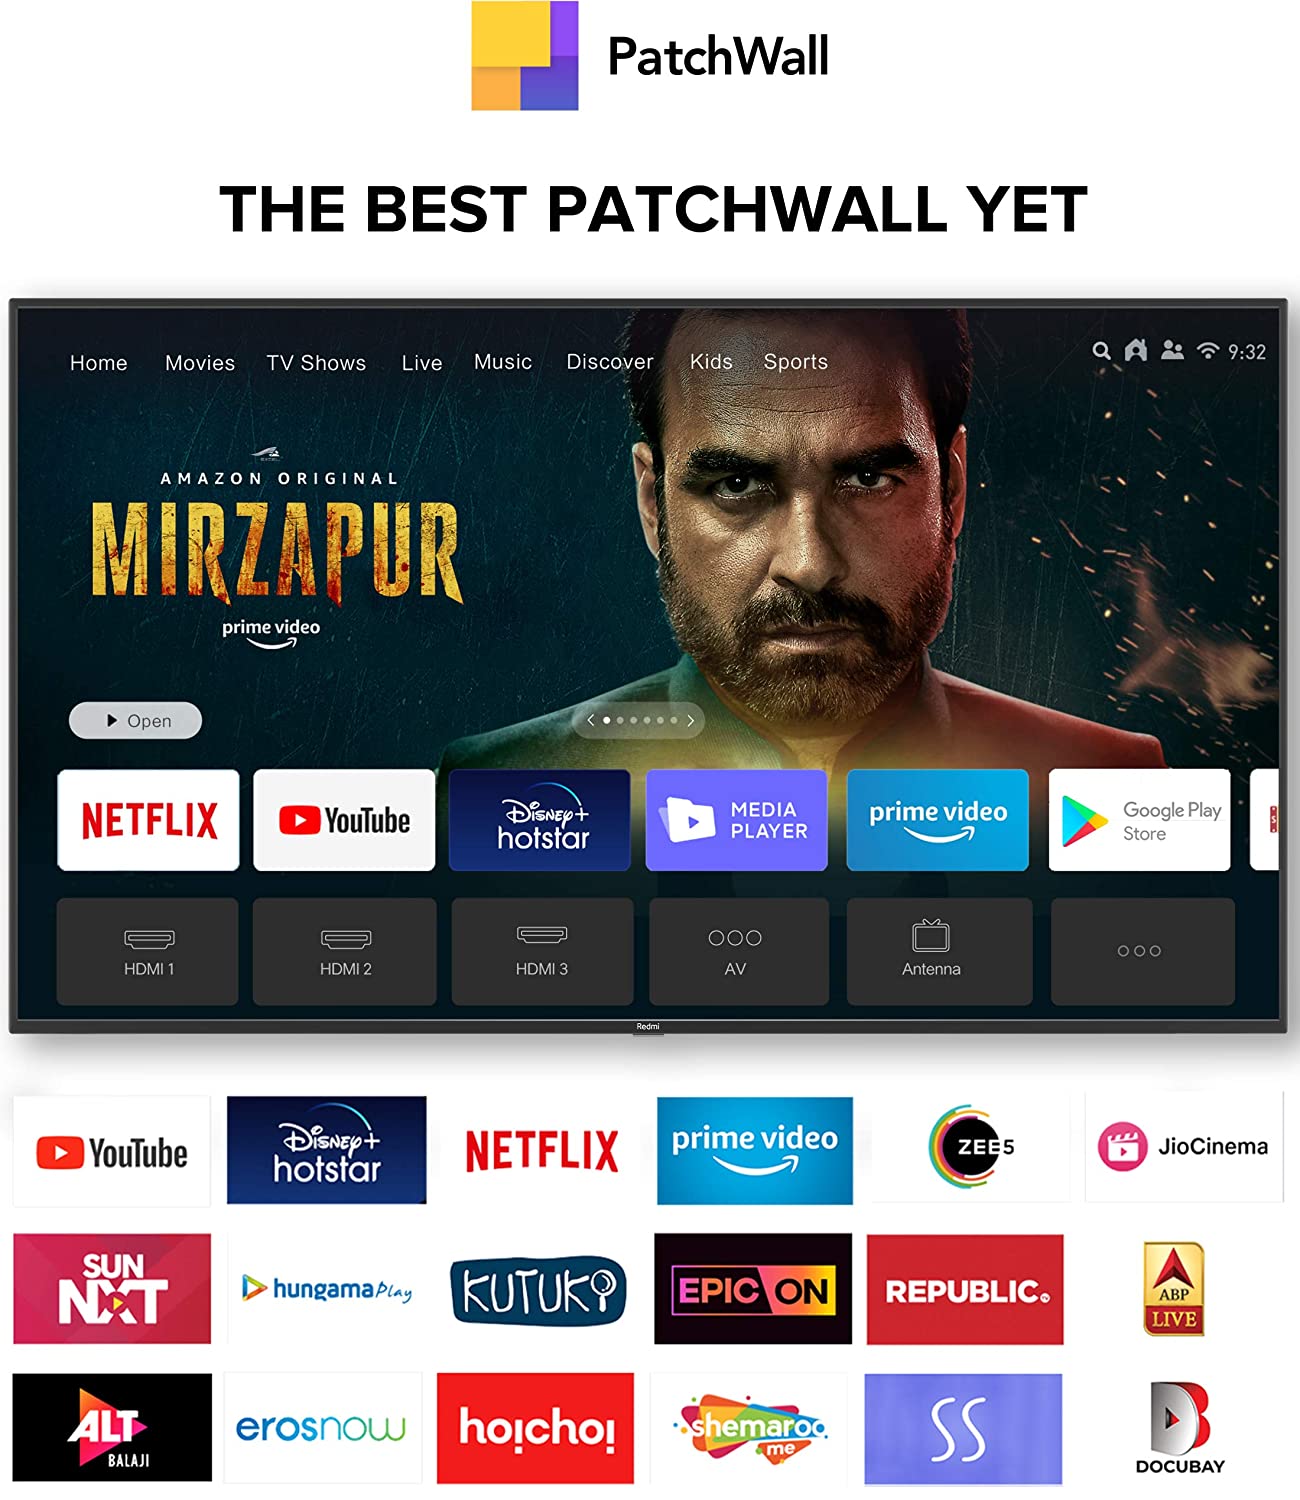 PatchWall
THE BEST PATCHWALL YET
Home Movies TV Shows Live Music Discover Kids Sports 9:32
AMAZON ORIGINAL
MIRZAPUR
prime video
Open
NETFLIX
YouTube
Disney+
hotstar
MEDIA
PLAYER
prime video
Google Play
Store
S
HDMI 1
HDMI 2
HDMI 3
AV
Antenna
Redmi
YouTube
Disney+
hotstar
NETFLIX
prime video
ZEE5
JioCinema
SUN
NXT
hungama play
KUTUKI
EPIC ON
REPUBLIC
ABP
LIVE
ALT
BALAJI
erosnow
hoichoi
shemaroo
me
SS
DOCUBAY